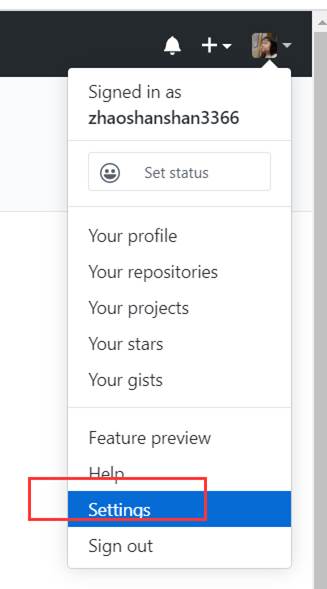 Signed in as
zhaoshanshan3366
Set status
Your profile
Your repositories
Your projects
Your stars
Your gists
Feature preview
Help
Settings
Sign out